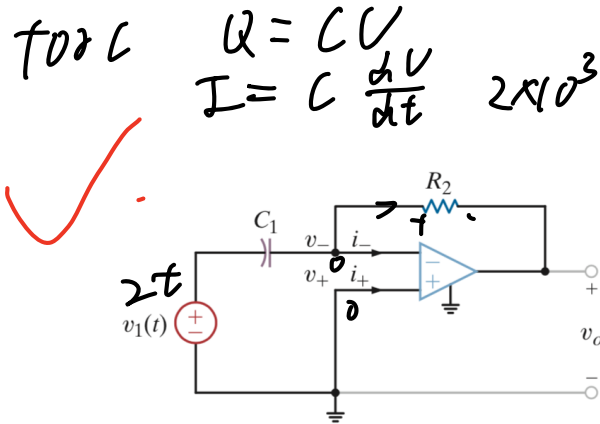 for C
Q = CV
I = C dV/dt
2×10³
R₂
C₁
v₋ i₋
0
2t
v₊ i₊
0
v₁(t)
+
−
−
+
+ -
+
vₒ
−